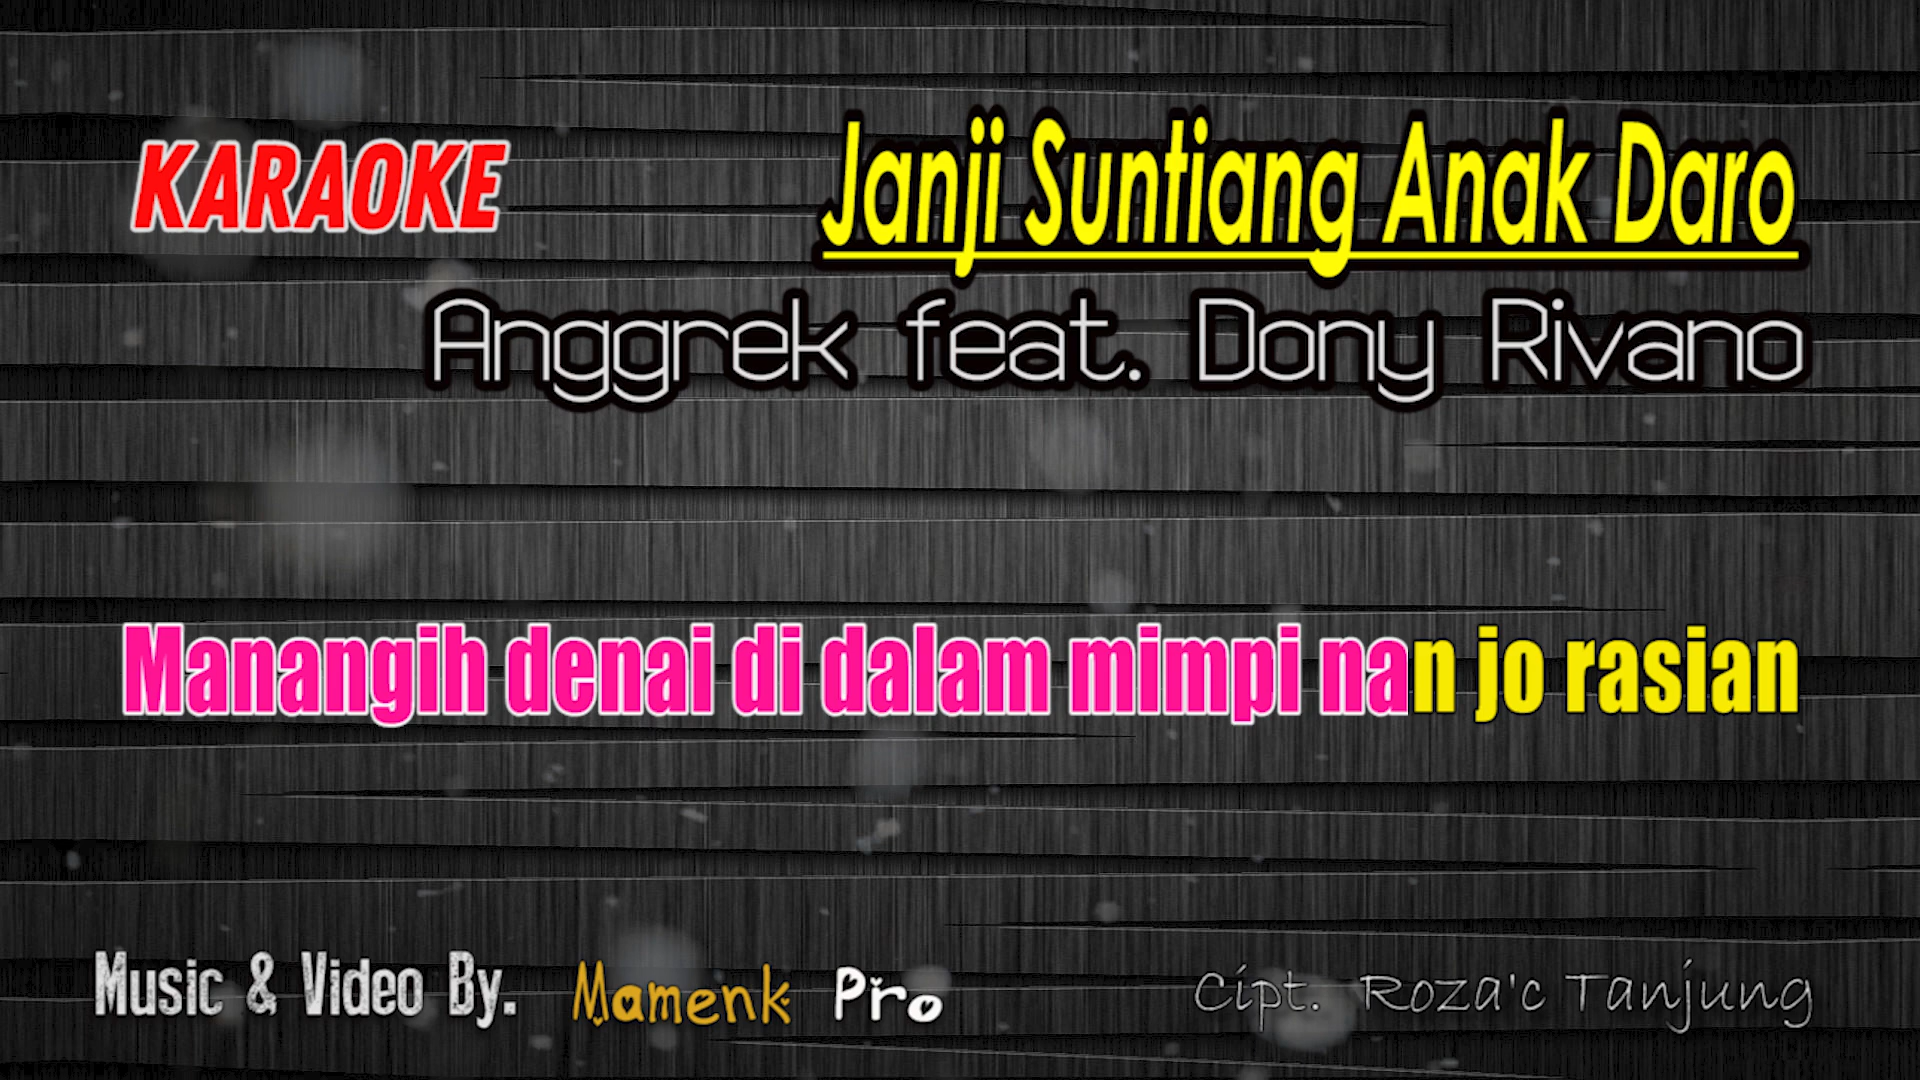 KARAOKE
Janji Suntiang Anak Daro
Anggrek feat. Dony Rivano
Manangih denai di dalam mimpi nan jo rasian
Music & Video By. Mamenk Pro
Cipt. Roza'c Tanjung